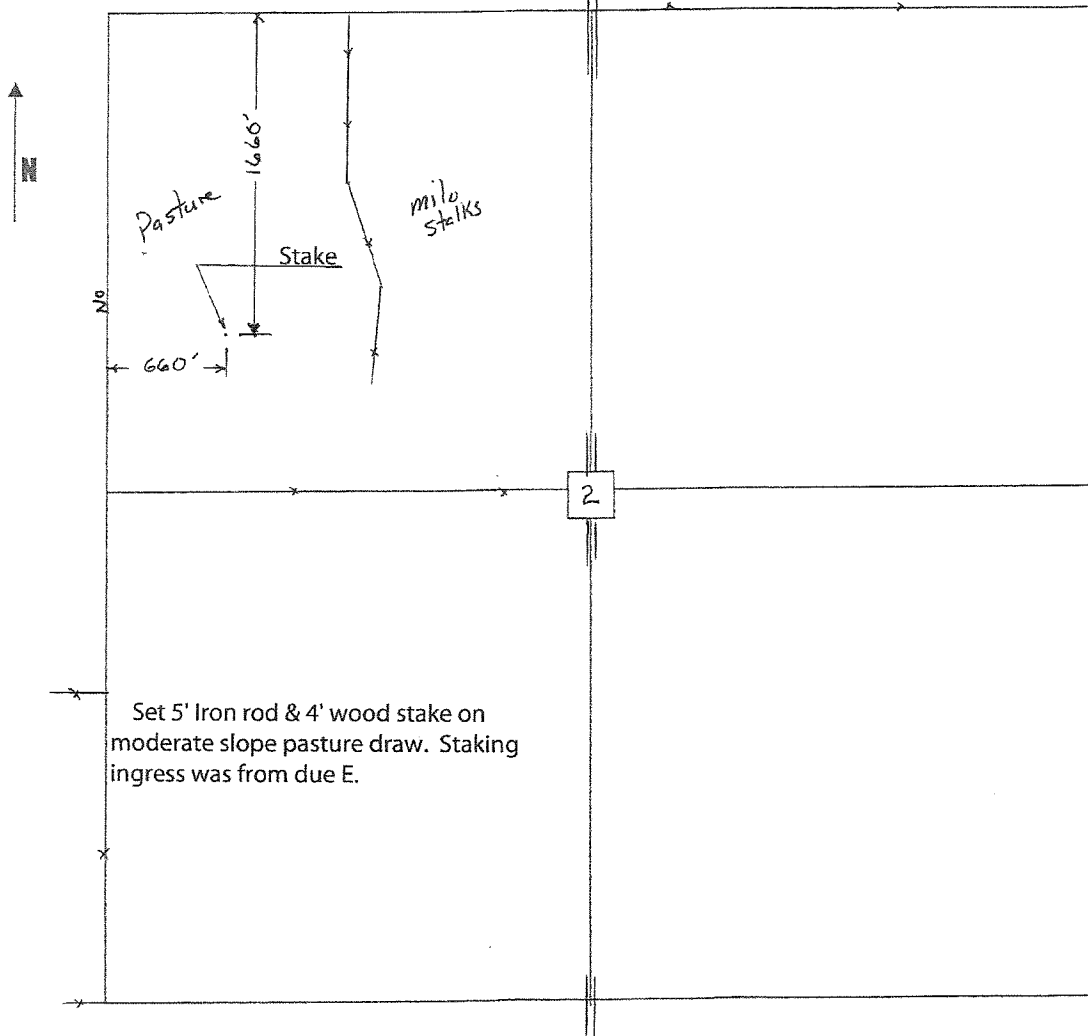 N
1660'
Pasture
milo
stalks
Stake
No
660'
2
Set 5' Iron rod & 4' wood stake on
moderate slope pasture draw. Staking
ingress was from due E.